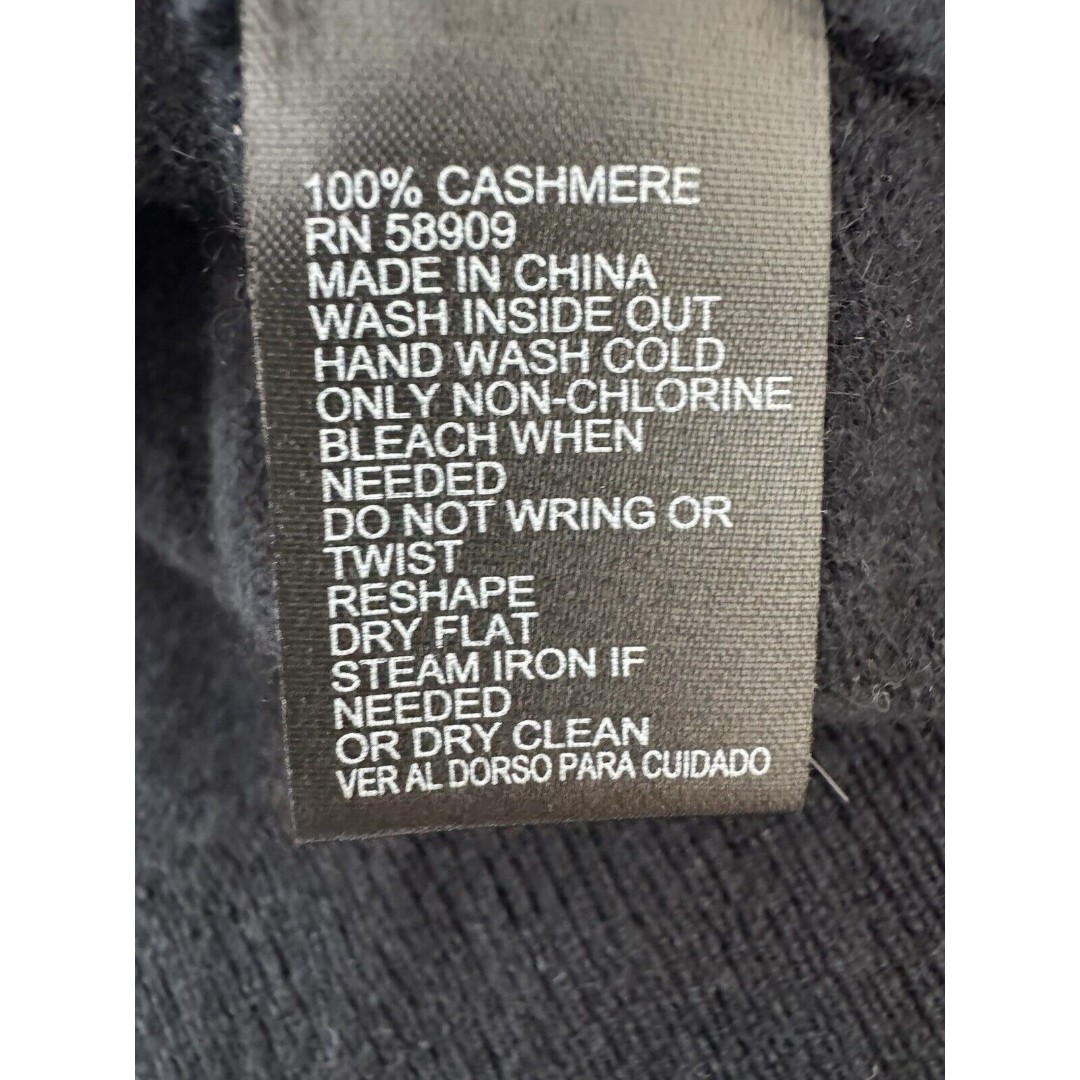 100% CASHMERE
RN 58909
MADE IN CHINA
WASH INSIDE OUT
HAND WASH COLD
ONLY NON-CHLORINE
BLEACH WHEN
NEEDED
DO NOT WRING OR
TWIST
RESHAPE
DRY FLAT
STEAM IRON IF
NEEDED
OR DRY CLEAN
VER AL DORSO PARA CUIDADO